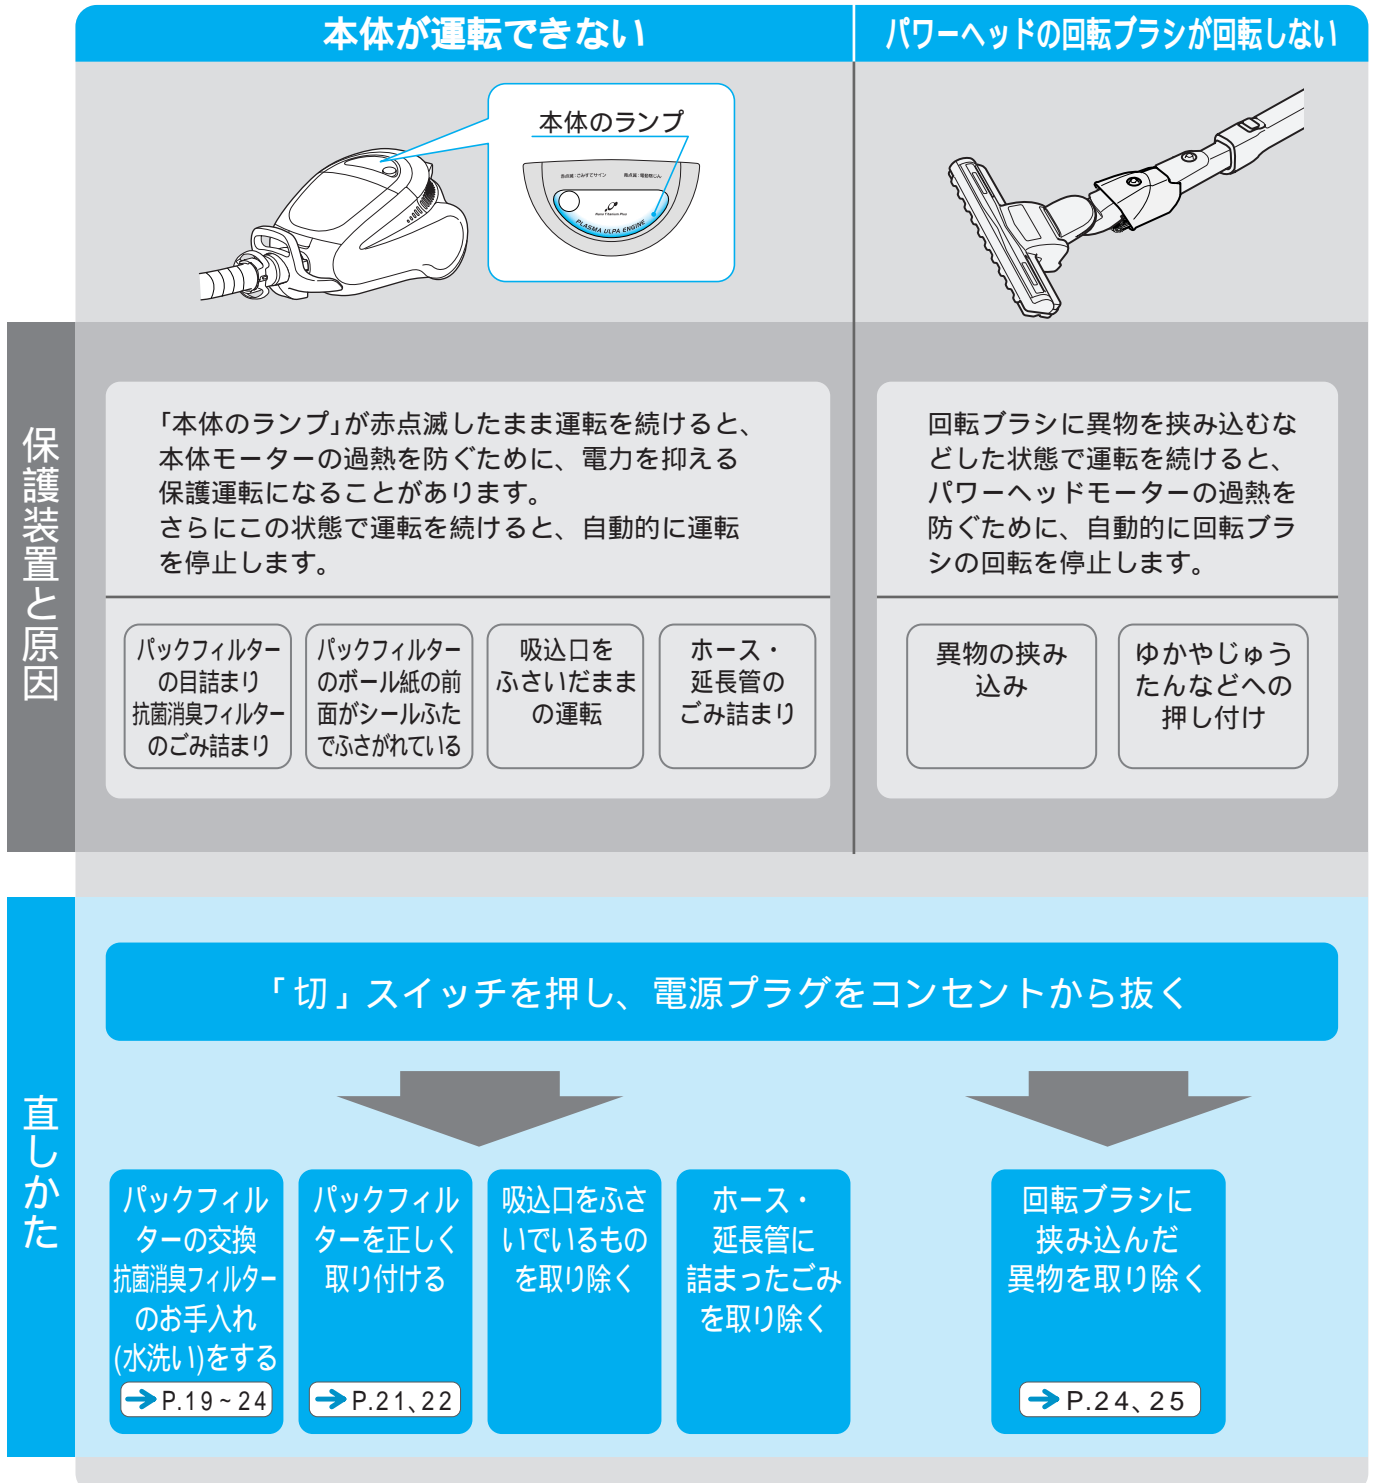 本体が運転できない
パワーヘッドの回転ブラシが回転しない
本体のランプ
赤点滅：ごみすてサイン
PLASMA ULPA ENGINE
保護装置と原因
「本体のランプ」が赤点滅したまま運転を続けると、
本体モーターの過熱を防ぐために、電力を抑える
保護運転になることがあります。
さらにこの状態で運転を続けると、自動的に運転
を停止します。
回転ブラシに異物を挟み込むな
どした状態で運転を続けると、
パワーヘッドモーターの過熱を
防ぐために、自動的に回転ブラ
シの回転を停止します。
パックフィルター
の目詰まり
抗菌消臭フィルター
のごみ詰まり
パックフィルター
のボール紙の前
面がシールふた
でふさがれている
吸込口を
ふさいだまま
の運転
ホース・
延長管の
ごみ詰まり
異物の挟み
込み
ゆかやじゅう
たんなどへの
押し付け
直しかた
「切」スイッチを押し、電源プラグをコンセントから抜く
パックフィル
ターの交換
抗菌消臭フィルター
のお手入れ
(水洗い)をする
→P.19~24
パックフィル
ターを正しく
取り付ける
→P.21、22
吸込口をふさ
いでいるもの
を取り除く
ホース・
延長管に
詰まったごみ
を取り除く
回転ブラシに
挟み込んだ
異物を取り除く
→P.24、25